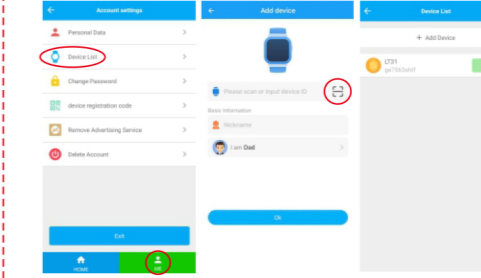 Account settings
Personal Data
Device List
Change Password
device registration code
Remove Advertising Service
Delete Account
Exit
HOME
ME
Add device
Please scan or input device ID
Basic information
Nickname
I am Dad
Ok
Device List
+ Add Device
LT31